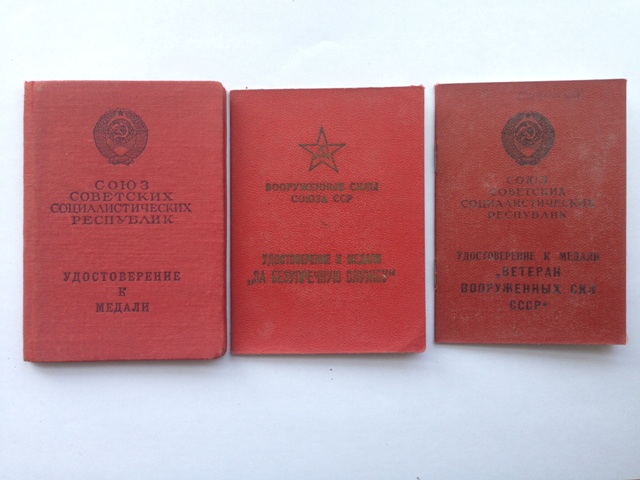 СОЮЗ
СОВЕТСКИХ
СОЦИАЛИСТИЧЕСКИХ
РЕСПУБЛИК
УДОСТОВЕРЕНИЕ
К
МЕДАЛИ
ВООРУЖЕННЫЕ СИЛЫ
СОЮЗА ССР
УДОСТОВЕРЕНИЕ К МЕДАЛИ
„ЗА БЕЗУПРЕЧНУЮ СЛУЖБУ“
СОЮЗ
СОВЕТСКИХ
СОЦИАЛИСТИЧЕСКИХ
РЕСПУБЛИК
УДОСТОВЕРЕНИЕ К МЕДАЛИ
„ВЕТЕРАН
ВООРУЖЕННЫХ СИЛ
СССР“